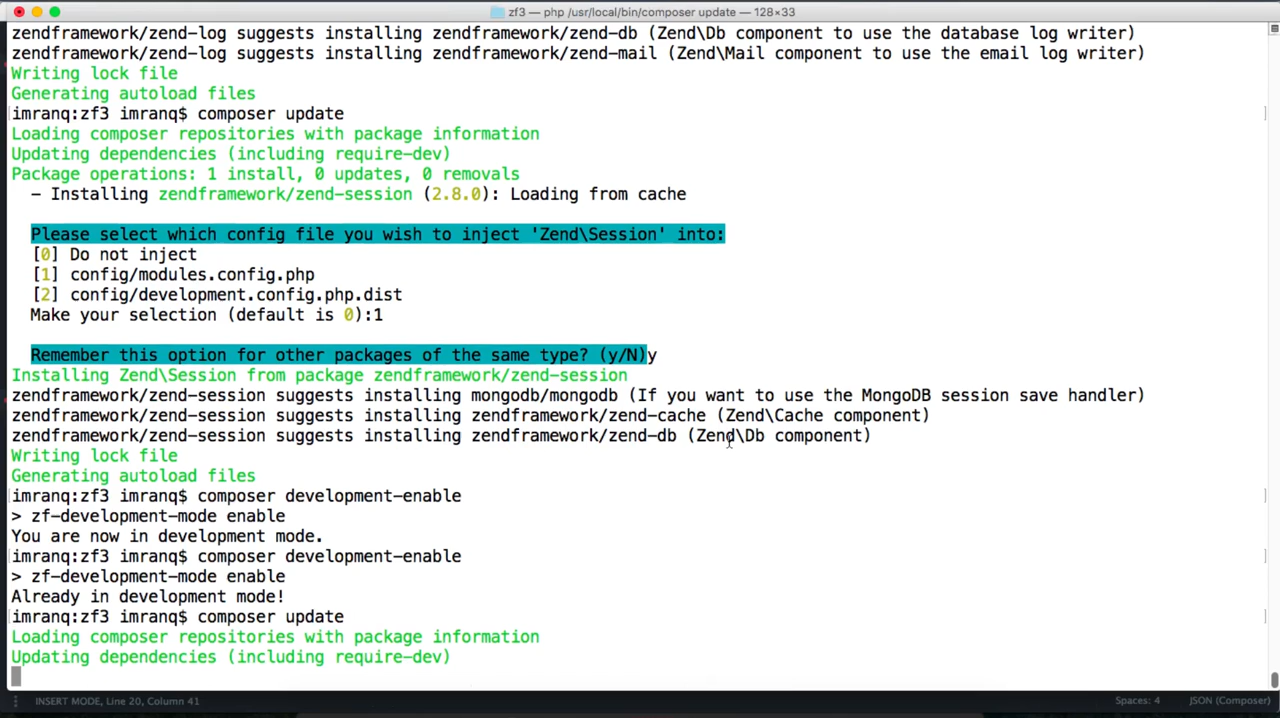 zf3 — php /usr/local/bin/composer update — 128×33
zendframework/zend-log suggests installing zendframework/zend-db (Zend\Db component to use the database log writer)
zendframework/zend-log suggests installing zendframework/zend-mail (Zend\Mail component to use the email log writer)
Writing lock file
Generating autoload files
imranq:zf3 imranq$ composer update
Loading composer repositories with package information
Updating dependencies (including require-dev)
Package operations: 1 install, 0 updates, 0 removals
– Installing zendframework/zend-session (2.8.0): Loading from cache
Please select which config file you wish to inject 'Zend\Session' into:
[0] Do not inject
[1] config/modules.config.php
[2] config/development.config.php.dist
Make your selection (default is 0):1
Remember this option for other packages of the same type? (y/N)y
Installing Zend\Session from package zendframework/zend-session
zendframework/zend-session suggests installing mongodb/mongodb (If you want to use the MongoDB session save handler)
zendframework/zend-session suggests installing zendframework/zend-cache (Zend\Cache component)
zendframework/zend-session suggests installing zendframework/zend-db (Zend\Db component)
Writing lock file
Generating autoload files
imranq:zf3 imranq$ composer development-enable
> zf-development-mode enable
You are now in development mode.
imranq:zf3 imranq$ composer development-enable
> zf-development-mode enable
Already in development mode!
imranq:zf3 imranq$ composer update
Loading composer repositories with package information
Updating dependencies (including require-dev)
INSERT MODE, Line 20, Column 41
Spaces: 4
JSON (Composer)